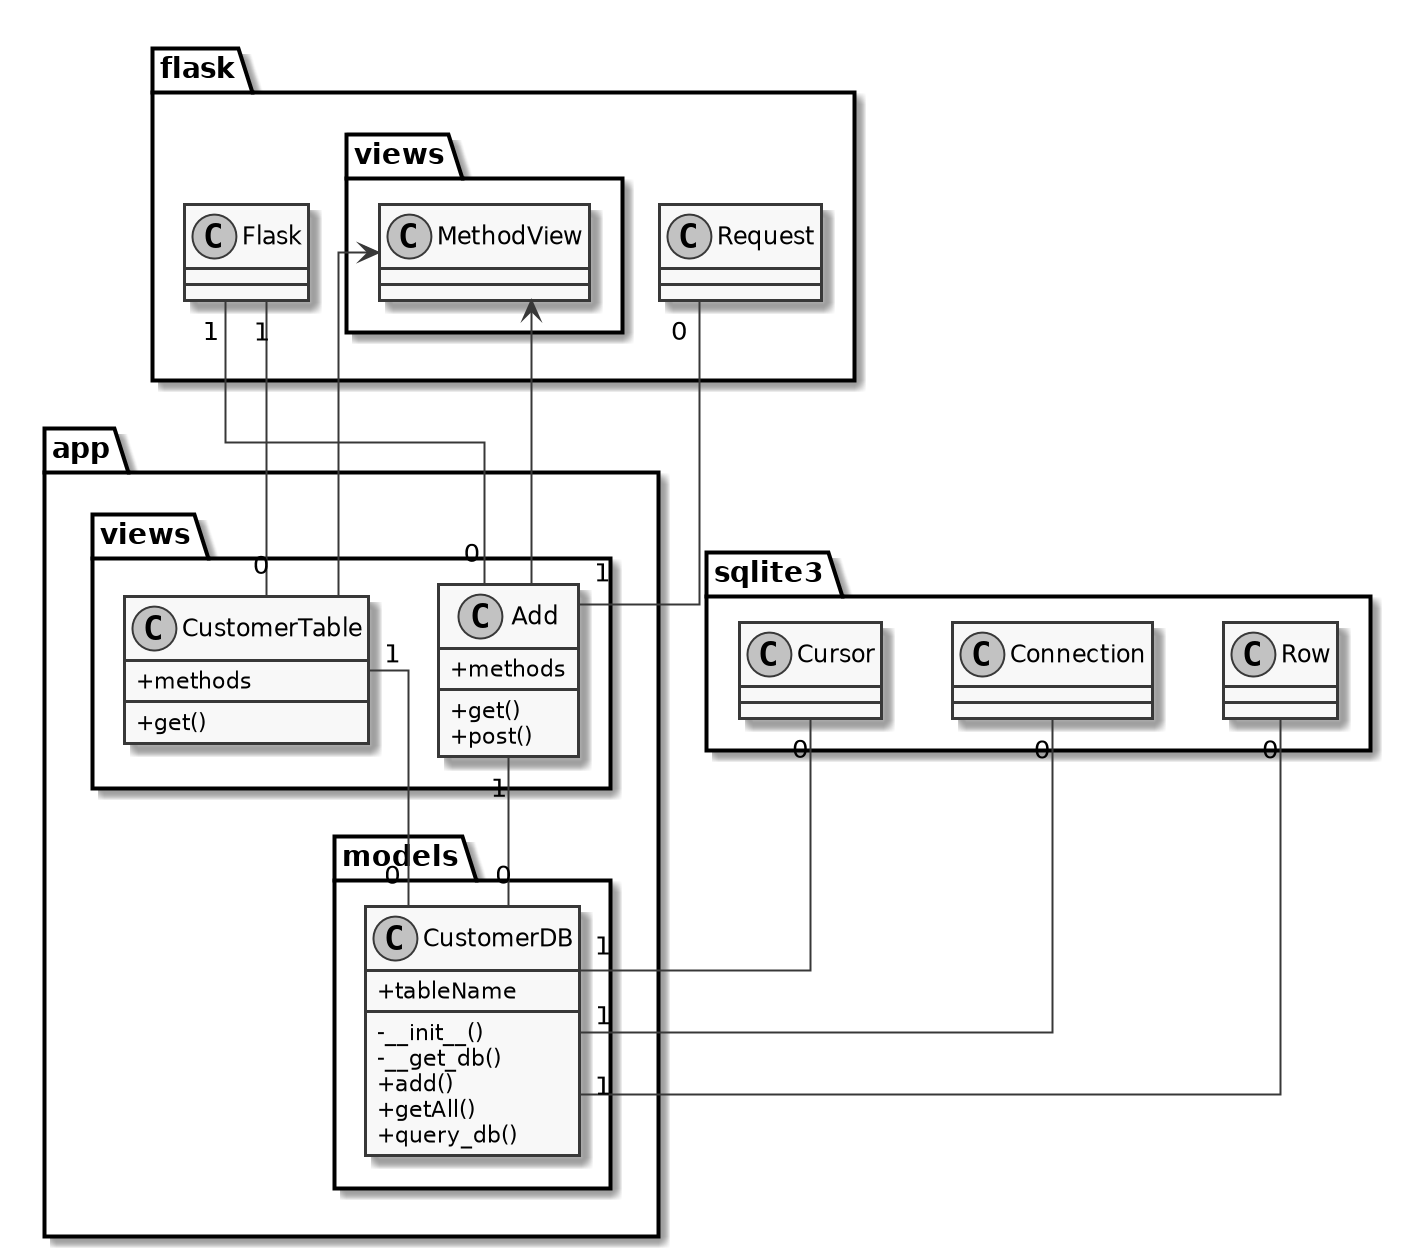 flask
views
C Flask
C MethodView
C Request
1
1
0
app
views
0
0
1
sqlite3
C CustomerTable
+methods
+get()
1
C Add
+methods
+get()
+post()
1
C Cursor
C Connection
C Row
0
0
0
models
0
0
C CustomerDB
+tableName
-__init__()
-__get_db()
+add()
+getAll()
+query_db()
1
1
1